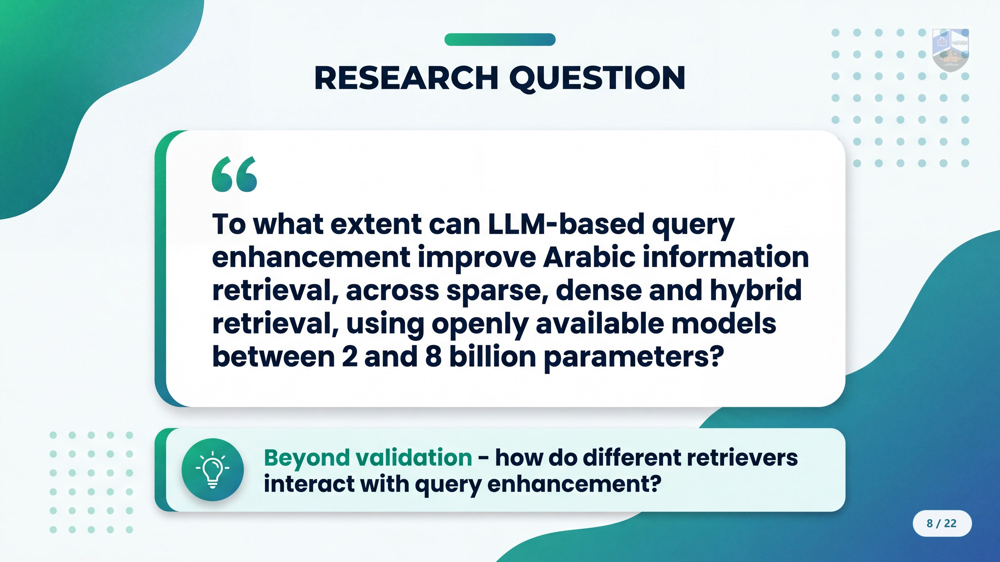 RESEARCH QUESTION
“
To what extent can LLM-based query
enhancement improve Arabic information
retrieval, across sparse, dense and hybrid
retrieval, using openly available models
between 2 and 8 billion parameters?
Beyond validation - how do different retrievers
interact with query enhancement?
8 / 22